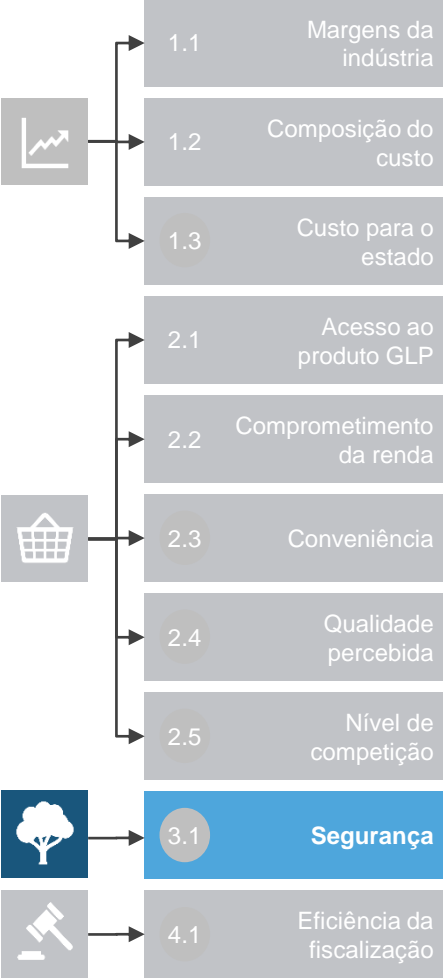 1.1
Margens da
indústria
1.2
Composição do
custo
1.3
Custo para o
estado
2.1
Acesso ao
produto GLP
2.2
Comprometimento
da renda
2.3
Conveniência
2.4
Qualidade
percebida
2.5
Nível de
competição
3.1
Segurança
4.1
Eficiência da
fiscalização